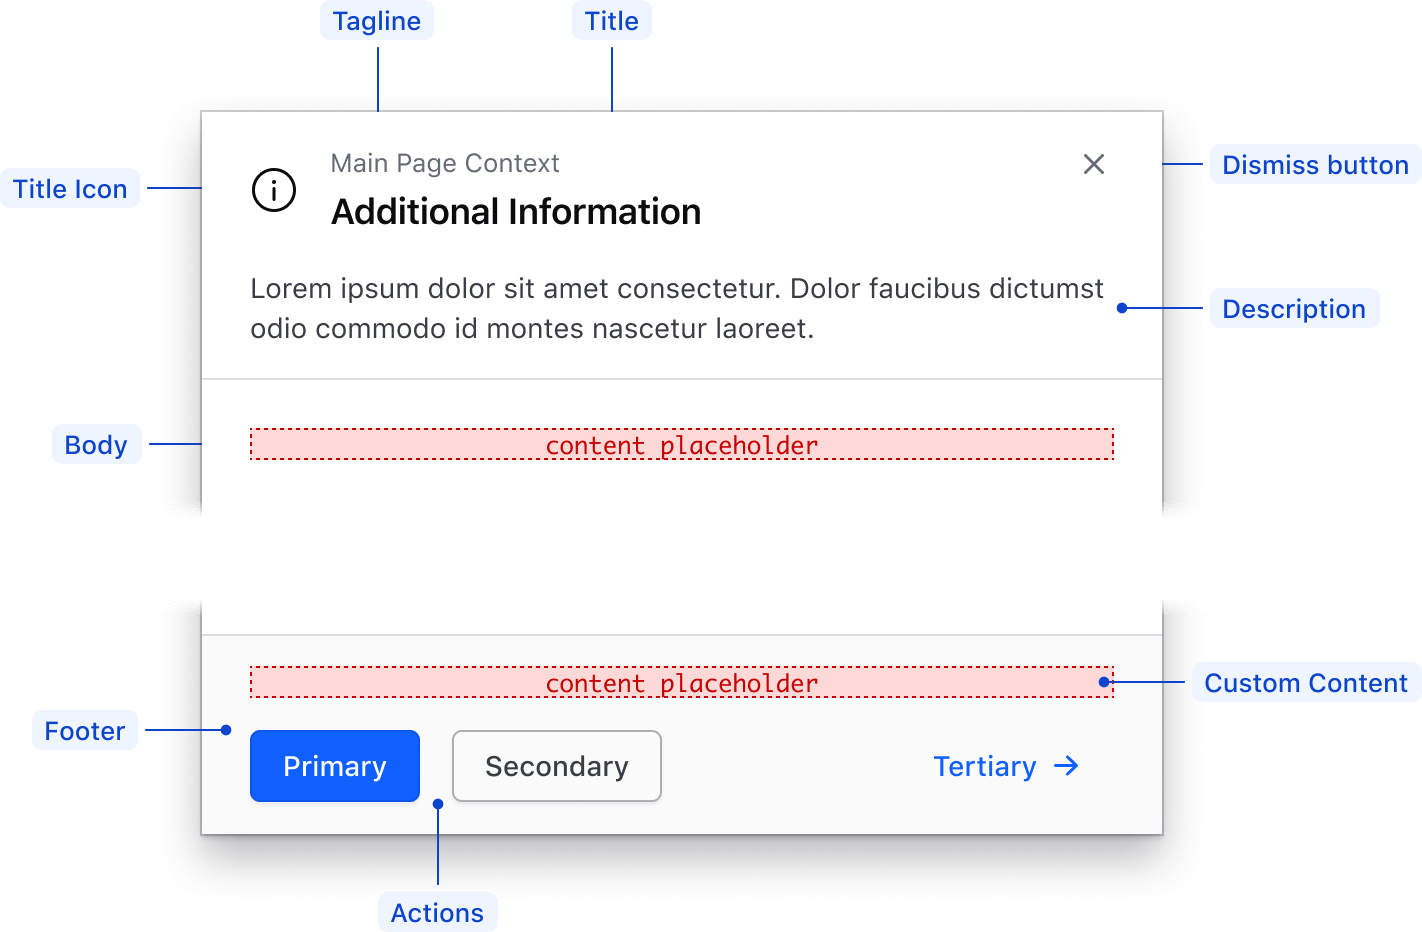 Tagline
Title
Main Page Context
Dismiss button
Title Icon
Additional Information
Lorem ipsum dolor sit amet consectetur. Dolor faucibus dictumst
odio commodo id montes nascetur laoreet.
Description
Body
content placeholder
content placeholder
Custom Content
Footer
Primary
Secondary
Tertiary
Actions